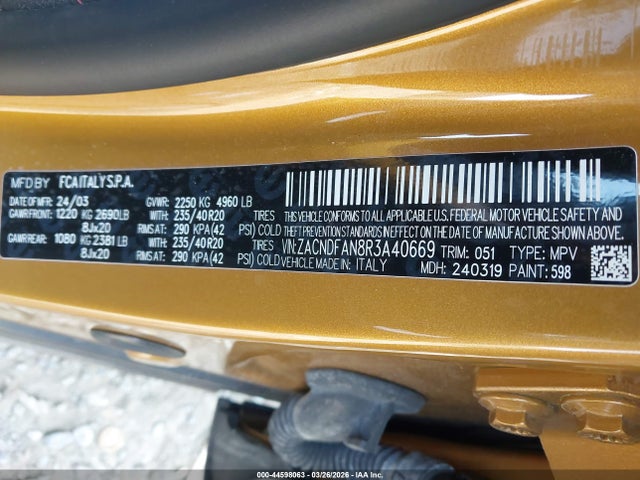 MFD BY FCA ITALY S.P.A.
DATE OF MFR: 24/03 GVWR: 2250 KG 4960 LB
GAWR FRONT: 1220 KG 2690LB WITH 235/40R20 TIRES
8Jx20 RIMS AT 290 KPA(42 PSI) COLD
GAWR REAR: 1080 KG 2381 LB WITH 235/40R20 TIRES
8Jx20 RIMS AT: 290 KPA(42 PSI) COLD
THIS VEHICLE CONFORMS TO ALL APPLICABLE U.S. FEDERAL MOTOR VEHICLE SAFETY AND
THEFT PREVENTION STANDARDS IN EFFECT ON THE DATE OF MANUFACTURE SHOWN ABOVE.
VIN: ZACNDFAN8R3A40669 TRIM: 051 TYPE: MPV
VEHICLE MADE IN: ITALY MDH: 240319 PAINT: 598
000-44598063 - 03/26/2026 - IAA, Inc.